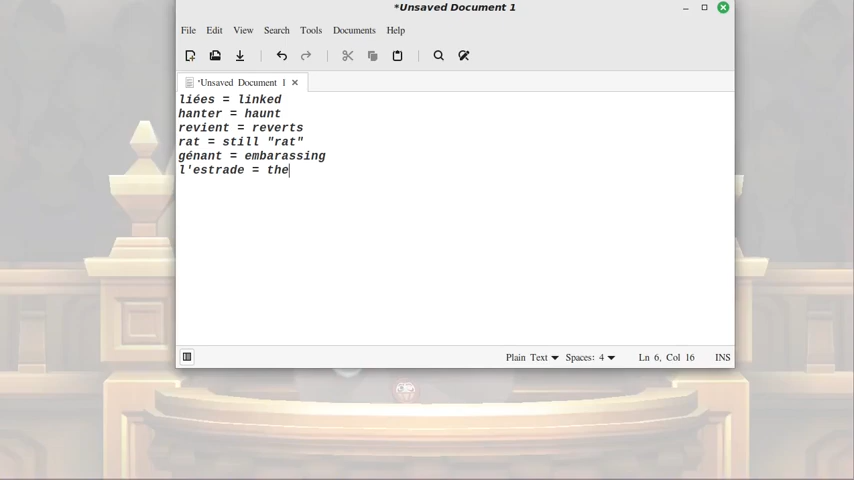 *Unsaved Document 1
File Edit View Search Tools Documents Help
*Unsaved Document 1
liées = linked
hanter = haunt
revient = reverts
rat = still "rat"
génant = embarassing
l'estrade = the
Plain Text Spaces: 4 Ln 6, Col 16 INS